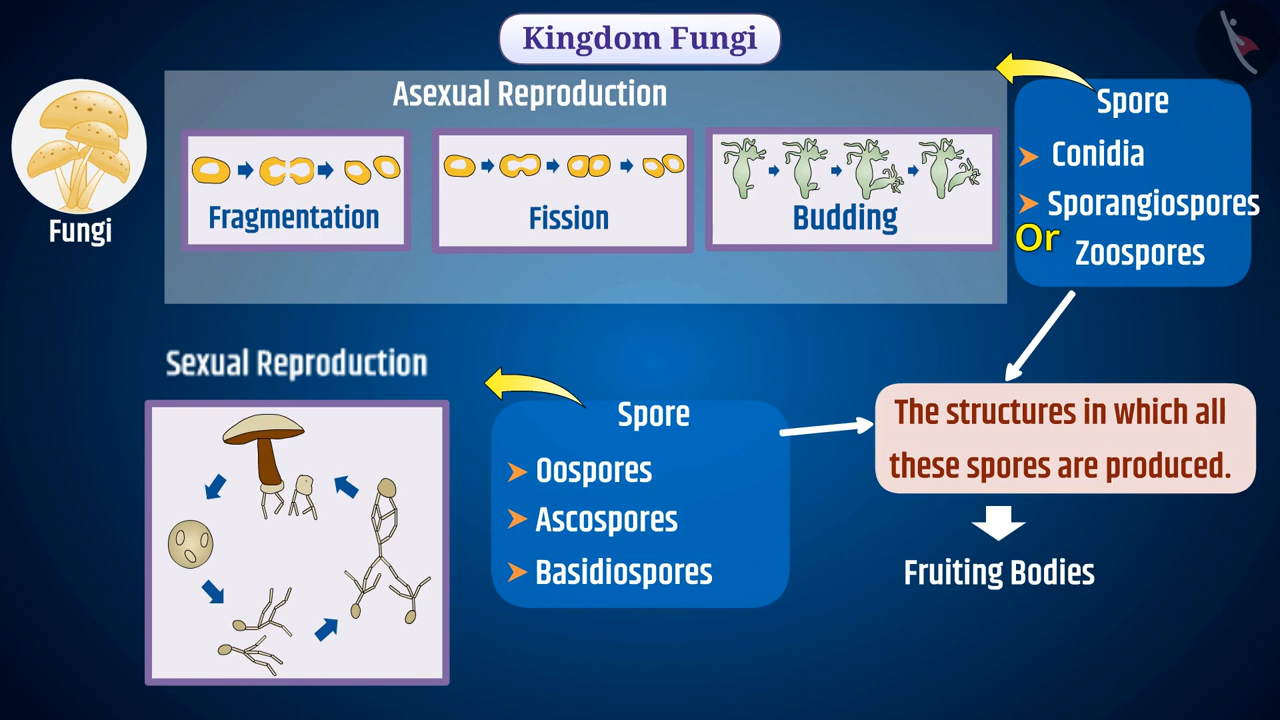 Kingdom Fungi
Asexual Reproduction
Fragmentation
Fission
Budding
Fungi
Spore
Conidia
Sporangiospores
Or
Zoospores
Sexual Reproduction
Spore
Oospores
Ascospores
Basidiospores
The structures in which all
these spores are produced.
Fruiting Bodies